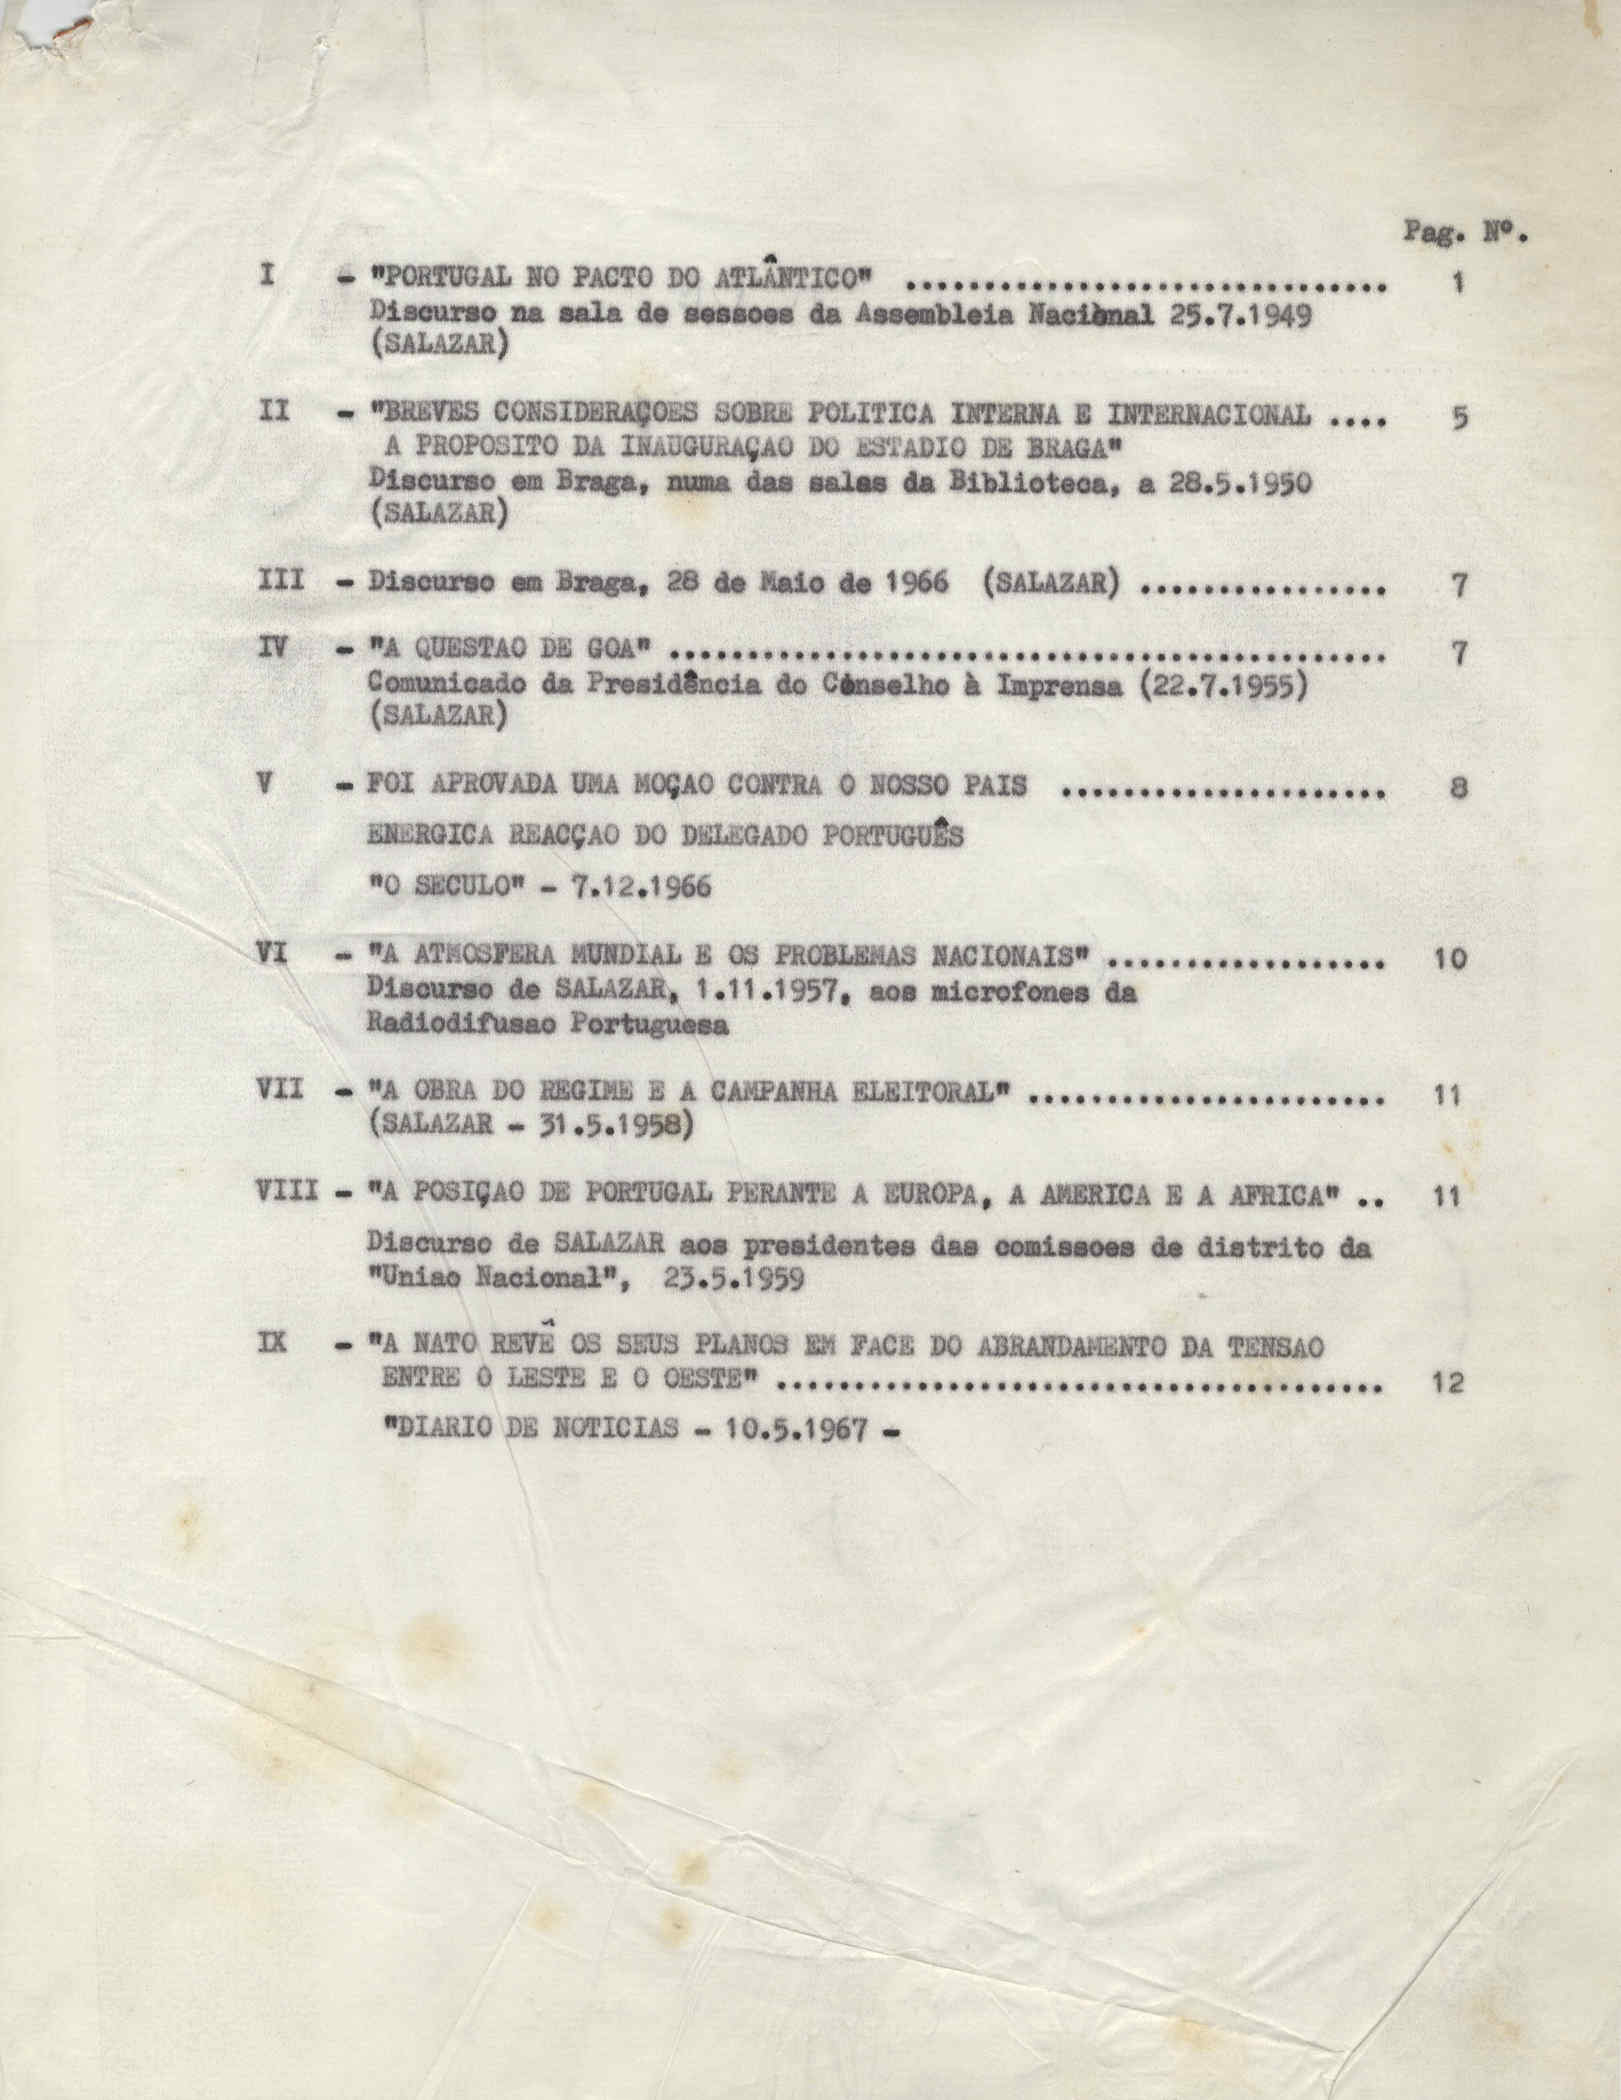 Pag. Nº.
I - "PORTUGAL NO PACTO DO ATLÂNTICO" ............................... 1
Discurso na sala de sessoes da Assembleia Nacional 25.7.1949
(SALAZAR)
II - "BREVES CONSIDERAÇOES SOBRE POLITICA INTERNA E INTERNACIONAL .... 5
A PROPOSITO DA INAUGURAÇAO DO ESTADIO DE BRAGA"
Discurso em Braga, numa das salas da Biblioteca, a 28.5.1950
(SALAZAR)
III - Discurso em Braga, 28 de Maio de 1966 (SALAZAR) ................ 7
IV - "A QUESTAO DE GOA" .............................................. 7
Comunicado da Presidência do Conselho à Imprensa (22.7.1955)
(SALAZAR)
V - FOI APROVADA UMA MOÇAO CONTRA O NOSSO PAIS ..................... 8
ENERGICA REACÇAO DO DELEGADO PORTUGUÊS
"O SECULO" - 7.12.1966
VI - "A ATMOSFERA MUNDIAL E OS PROBLEMAS NACIONAIS" .................. 10
Discurso de SALAZAR, 1.11.1957, aos microfones da
Radiodifusao Portuguesa
VII - "A OBRA DO REGIME E A CAMPANHA ELEITORAL" ....................... 11
(SALAZAR - 31.5.1958)
VIII - "A POSIÇAO DE PORTUGAL PERANTE A EUROPA, A AMERICA E A AFRICA" .. 11
Discurso de SALAZAR aos presidentes das comissoes de distrito da
"Uniao Nacional", 23.5.1959
IX - "A NATO REVÊ OS SEUS PLANOS EM FACE DO ABRANDAMENTO DA TENSAO
ENTRE O LESTE E O OESTE" ....................................... 12
"DIARIO DE NOTICIAS - 10.5.1967 -